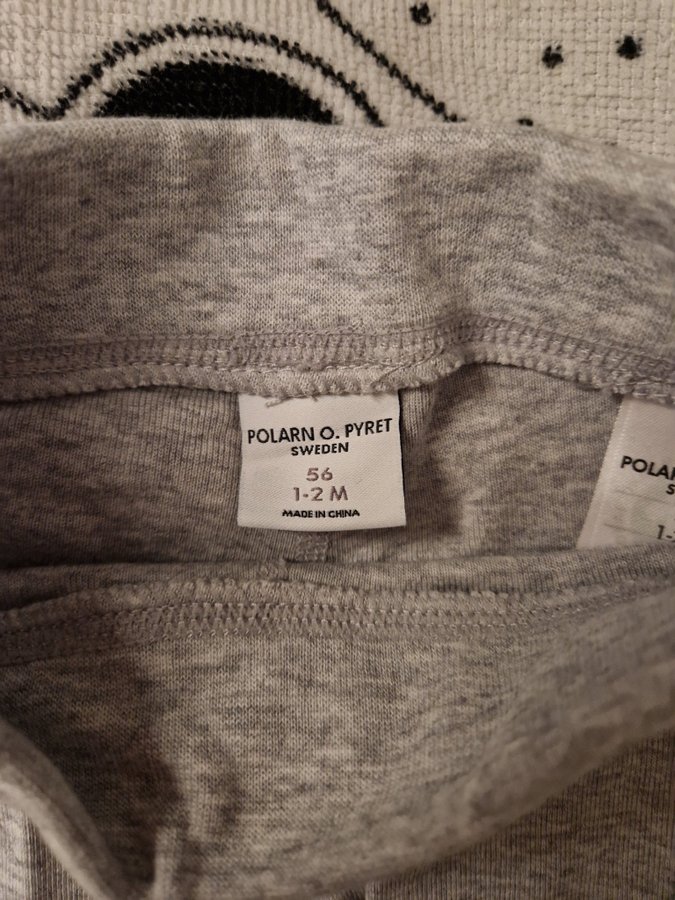 POLARN O. PYRET
SWEDEN
56
1-2 M
MADE IN CHINA